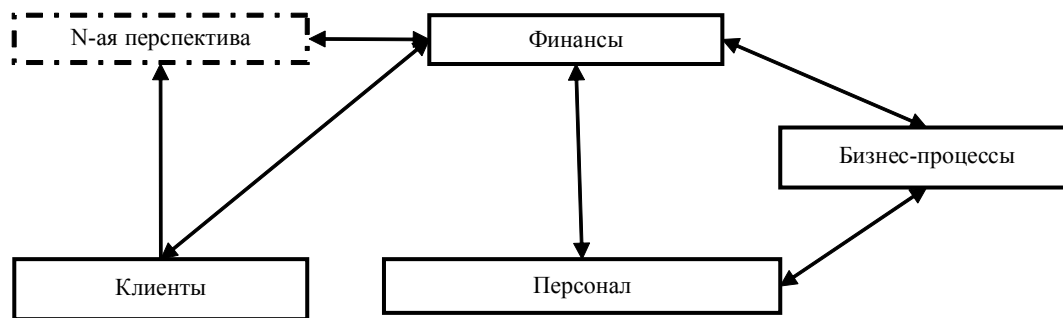 N-ая перспектива
Финансы
Бизнес-процессы
Клиенты
Персонал